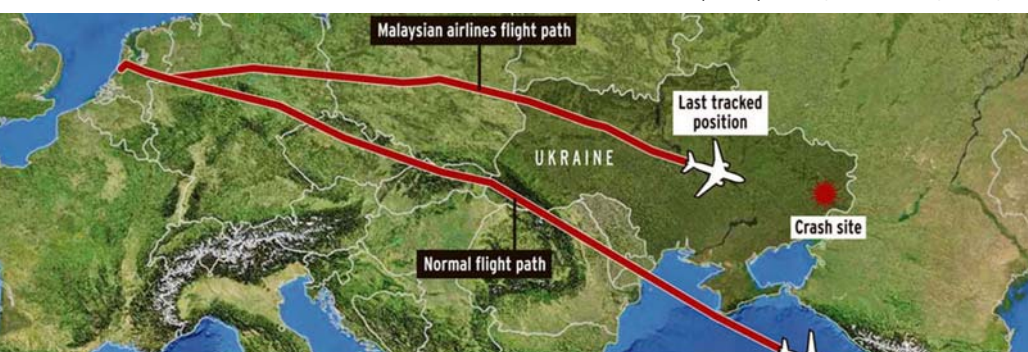 Malaysian airlines flight path
Last tracked
position
UKRAINE
Crash site
Normal flight path